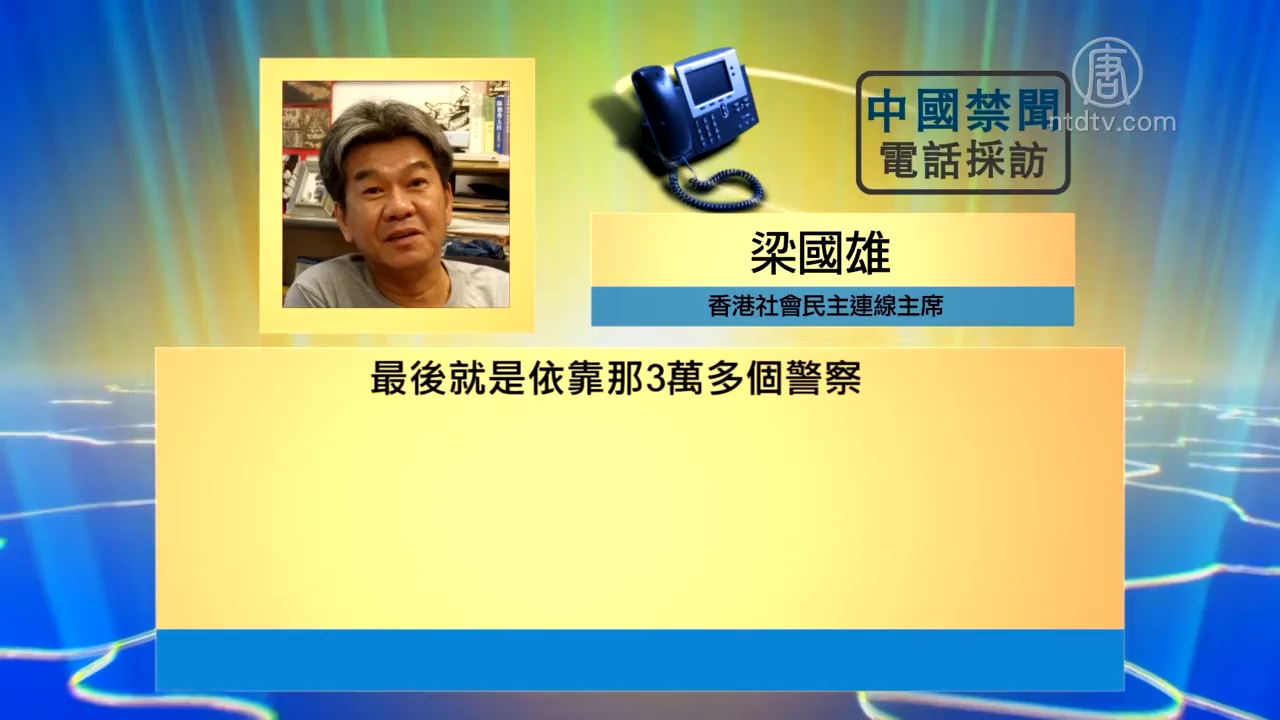 唐
中國禁聞
ntdtv.com
電話採訪
梁國雄
香港社會民主連線主席
最後就是依靠那3萬多個警察